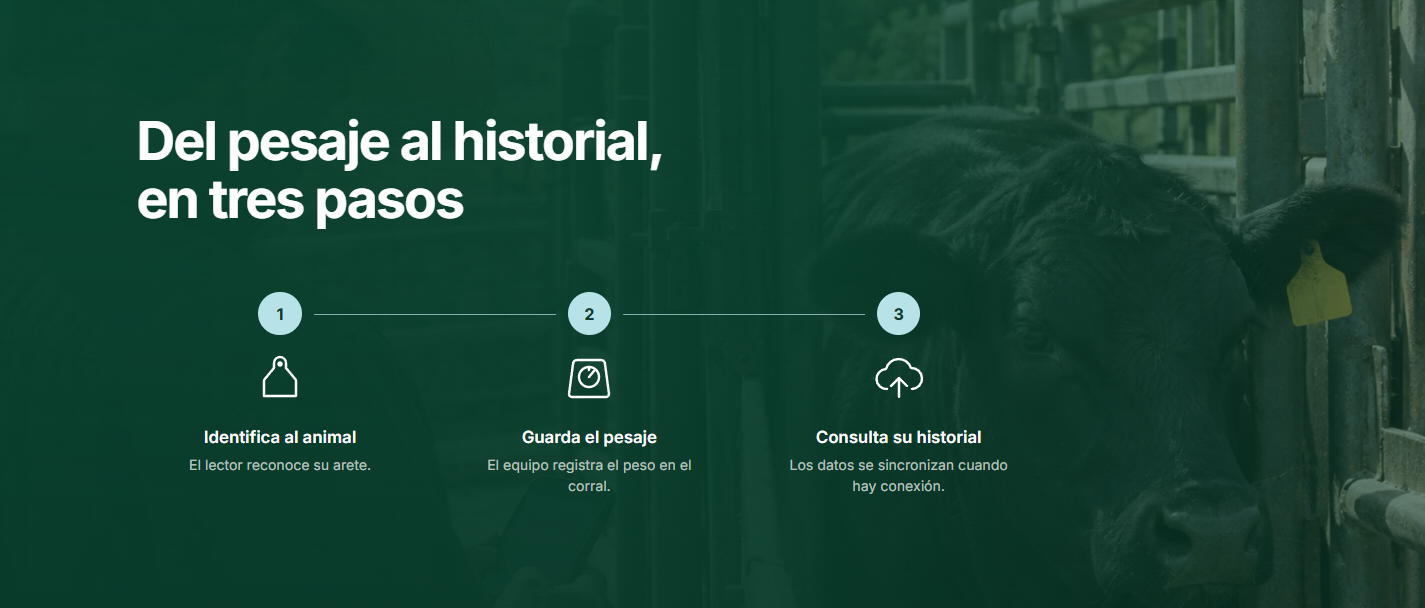 Del pesaje al historial,
en tres pasos
1
2
3
Identifica al animal
El lector reconoce su arete.
Guarda el pesaje
El equipo registra el peso en el
corral.
Consulta su historial
Los datos se sincronizan cuando
hay conexión.